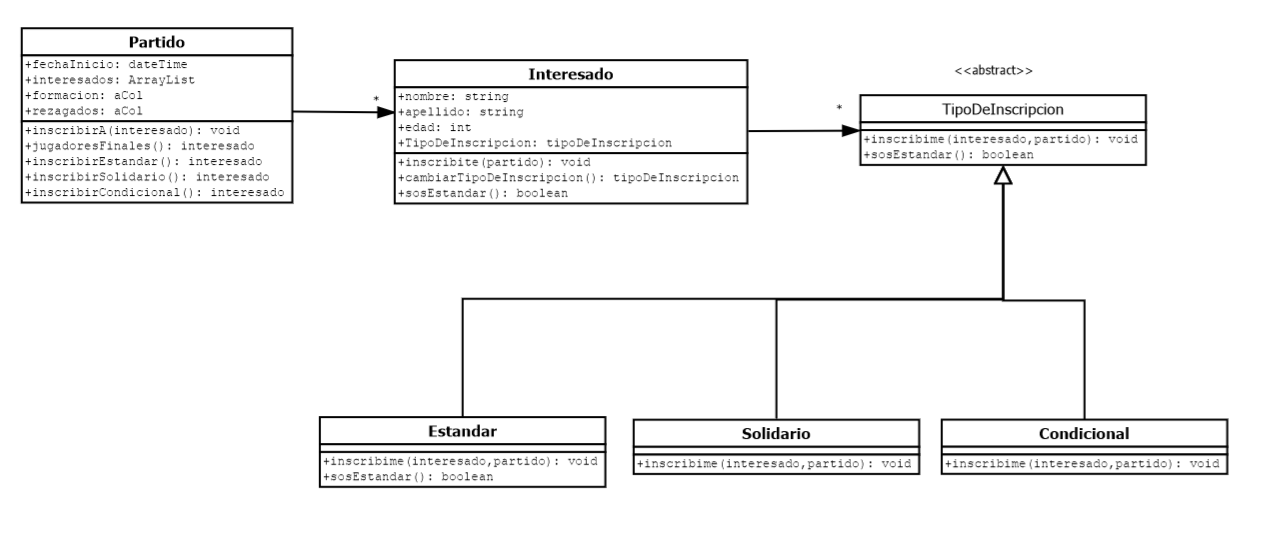 Partido
+fechaInicio: dateTime
+interesados: ArrayList
+formacion: aCol
+rezagados: aCol
+inscribirA(interesado): void
+jugadoresFinales(): interesado
+inscribirEstandar(): interesado
+inscribirSolidario(): interesado
+inscribirCondicional(): interesado
*
Interesado
+nombre: string
+apellido: string
+edad: int
+TipoDeInscripcion: tipoDeInscripcion
+inscribite(partido): void
+cambiarTipoDeInscripcion(): tipoDeInscripcion
+sosEstandar(): boolean
*
<<abstract>>
TipoDeInscripcion
+inscribime(interesado,partido): void
+sosEstandar(): boolean
Estandar
+inscribime(interesado,partido): void
+sosEstandar(): boolean
Solidario
+inscribime(interesado,partido): void
Condicional
+inscribime(interesado,partido): void